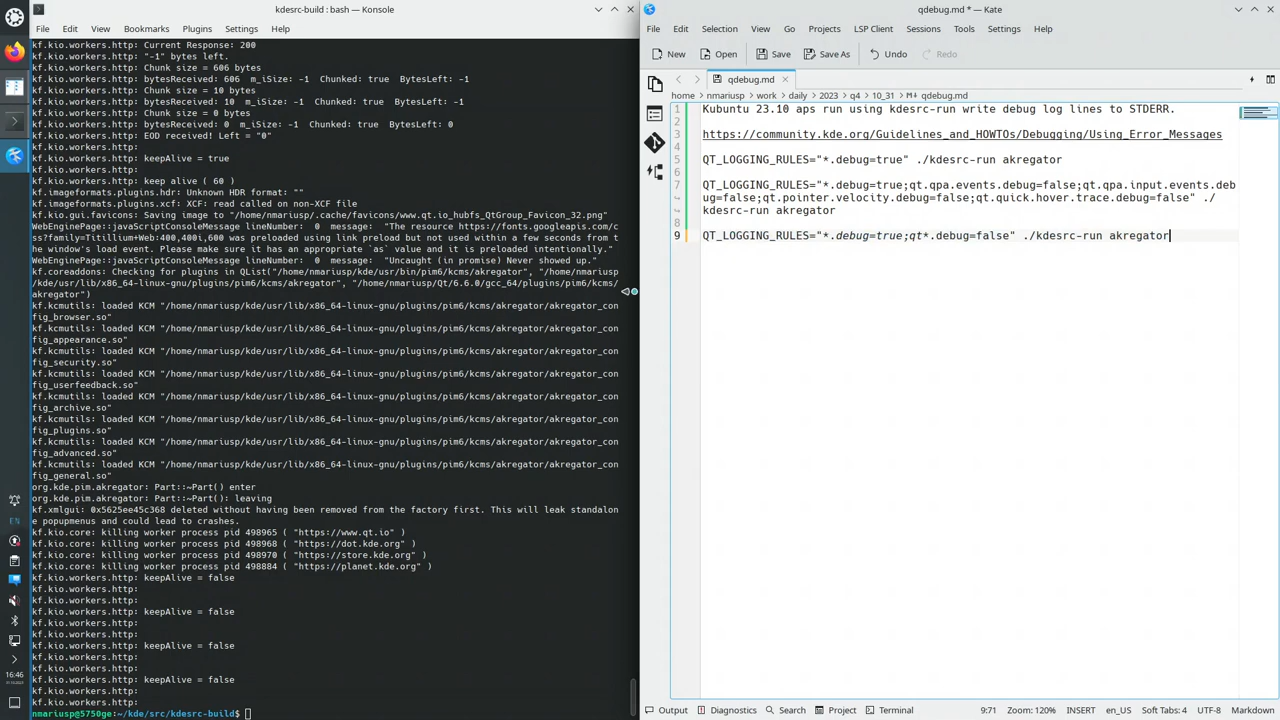 kdesrc-build : bash — Konsole
File Edit View Bookmarks Plugins Settings Help
kf.kio.workers.http: Current Response: 200
kf.kio.workers.http: "-1" bytes left.
kf.kio.workers.http: Chunk size = 606 bytes
kf.kio.workers.http: bytesReceived: 606 m_iSize: -1 Chunked: true BytesLeft: -1
kf.kio.workers.http: Chunk size = 10 bytes
kf.kio.workers.http: bytesReceived: 10 m_iSize: -1 Chunked: true BytesLeft: -1
kf.kio.workers.http: Chunk size = 0 bytes
kf.kio.workers.http: bytesReceived: 0 m_iSize: -1 Chunked: true BytesLeft: 0
kf.kio.workers.http: EOD received! Left = "0"
kf.kio.workers.http:
kf.kio.workers.http: keepAlive = true
kf.kio.workers.http:
kf.kio.workers.http: keep alive ( 60 )
kf.imageformats.plugins.hdr: Unknown HDR format: ""
kf.imageformats.plugins.xcf: XCF: read called on non-XCF file
kf.kio.gui.favicons: Saving image to "/home/nmariusp/.cache/favicons/www.qt.io_hubfs_QtGroup_Favicon_32.png"
WebEnginePage::javaScriptConsoleMessage lineNumber: 0 message: "The resource https://fonts.googleapis.com/css?family=Titillium+Web:400,400i,600 was preloaded using link preload but not used within a few seconds from the window's load event. Please make sure it has an appropriate `as` value and it is preloaded intentionally."
WebEnginePage::javaScriptConsoleMessage lineNumber: 0 message: "Uncaught (in promise) Never showed up."
kf.coreaddons: Checking for plugins in QList("/home/nmariusp/kde/usr/bin/pim6/kcms/akregator", "/home/nmariusp/kde/usr/lib/x86_64-linux-gnu/plugins/pim6/kcms/akregator", "/home/nmariusp/Qt/6.6.0/gcc_64/plugins/pim6/kcms/akregator")
kf.kcmutils: loaded KCM "/home/nmariusp/kde/usr/lib/x86_64-linux-gnu/plugins/pim6/kcms/akregator/akregator_config_browser.so"
kf.kcmutils: loaded KCM "/home/nmariusp/kde/usr/lib/x86_64-linux-gnu/plugins/pim6/kcms/akregator/akregator_config_appearance.so"
kf.kcmutils: loaded KCM "/home/nmariusp/kde/usr/lib/x86_64-linux-gnu/plugins/pim6/kcms/akregator/akregator_config_security.so"
kf.kcmutils: loaded KCM "/home/nmariusp/kde/usr/lib/x86_64-linux-gnu/plugins/pim6/kcms/akregator/akregator_config_userfeedback.so"
kf.kcmutils: loaded KCM "/home/nmariusp/kde/usr/lib/x86_64-linux-gnu/plugins/pim6/kcms/akregator/akregator_config_archive.so"
kf.kcmutils: loaded KCM "/home/nmariusp/kde/usr/lib/x86_64-linux-gnu/plugins/pim6/kcms/akregator/akregator_config_plugins.so"
kf.kcmutils: loaded KCM "/home/nmariusp/kde/usr/lib/x86_64-linux-gnu/plugins/pim6/kcms/akregator/akregator_config_advanced.so"
kf.kcmutils: loaded KCM "/home/nmariusp/kde/usr/lib/x86_64-linux-gnu/plugins/pim6/kcms/akregator/akregator_config_general.so"
org.kde.pim.akregator: Part::~Part() enter
org.kde.pim.akregator: Part::~Part(): leaving
kf.xmlgui: 0x5625ee45c368 deleted without having been removed from the factory first. This will leak standalone popupmenus and could lead to crashes.
kf.kio.core: killing worker process pid 498965 ( "https://www.qt.io" )
kf.kio.core: killing worker process pid 498968 ( "https://dot.kde.org" )
kf.kio.core: killing worker process pid 498970 ( "https://store.kde.org" )
kf.kio.core: killing worker process pid 498884 ( "https://planet.kde.org" )
kf.kio.workers.http: keepAlive = false
kf.kio.workers.http:
kf.kio.workers.http:
kf.kio.workers.http: keepAlive = false
kf.kio.workers.http:
kf.kio.workers.http:
kf.kio.workers.http: keepAlive = false
kf.kio.workers.http:
kf.kio.workers.http:
kf.kio.workers.http: keepAlive = false
kf.kio.workers.http:
kf.kio.workers.http:
nmariusp@5750ge:~/kde/src/kdesrc-build$
EN
16:46
qdebug.md * — Kate
File Edit Selection View Go Projects LSP Client Sessions Tools Settings Help
New Open Save Save As Undo Redo
qdebug.md
home nmariusp work daily 2023 q4 10_31 qdebug.md
1 Kubuntu 23.10 aps run using kdesrc-run write debug log lines to STDERR.
2
3 https://community.kde.org/Guidelines_and_HOWTOs/Debugging/Using_Error_Messages
4
5 QT_LOGGING_RULES="*.debug=true" ./kdesrc-run akregator
6
7 QT_LOGGING_RULES="*.debug=true;qt.qpa.events.debug=false;qt.qpa.input.events.deb
ug=false;qt.pointer.velocity.debug=false;qt.quick.hover.trace.debug=false" ./
kdesrc-run akregator
8
9 QT_LOGGING_RULES="*.debug=true;qt*.debug=false" ./kdesrc-run akregator
Output Diagnostics Search Project Terminal 9:71 Zoom: 120% INSERT en_US Soft Tabs: 4 UTF-8 Markdown